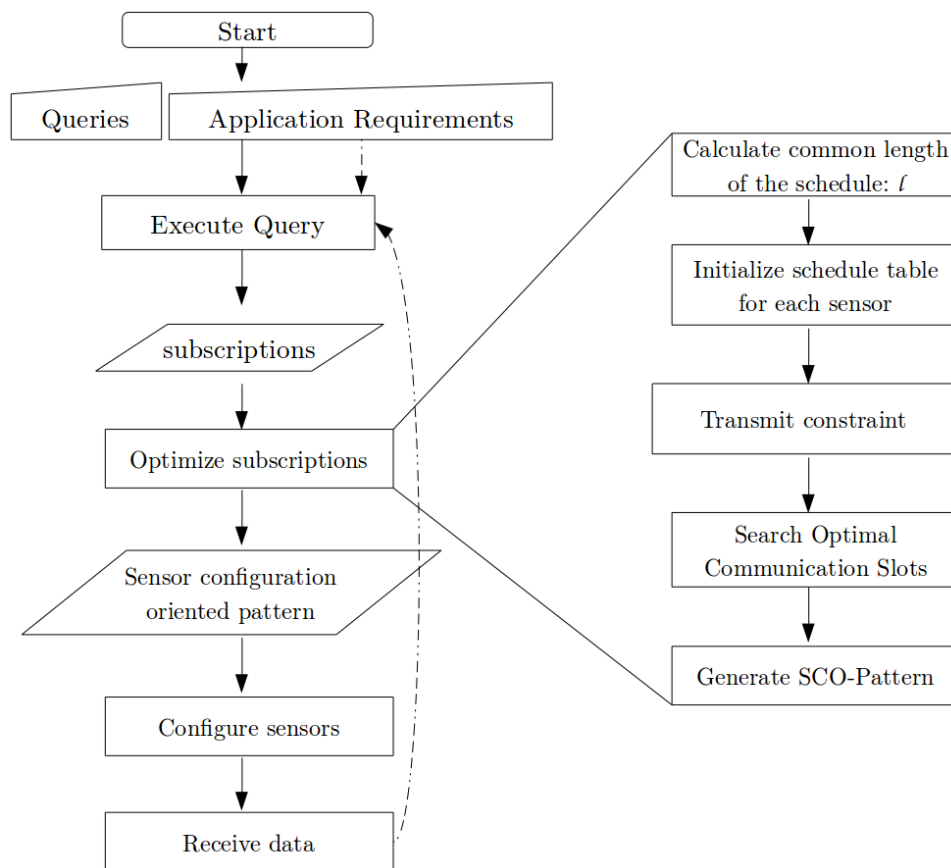 Start
Queries
Application Requirements
Execute Query
subscriptions
Optimize subscriptions
Sensor configuration
oriented pattern
Configure sensors
Receive data
Calculate common length
of the schedule: l
Initialize schedule table
for each sensor
Transmit constraint
Search Optimal
Communication Slots
Generate SCO-Pattern